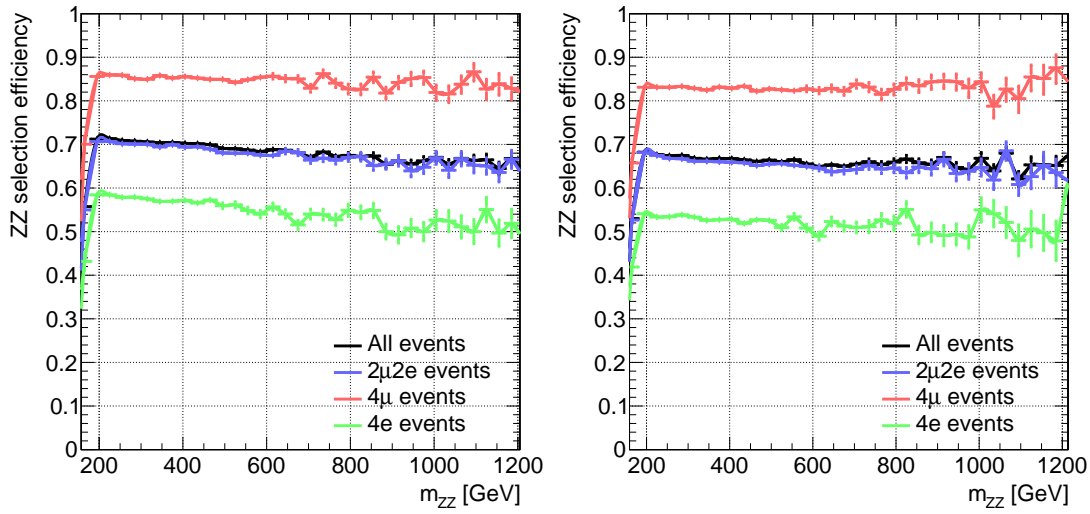 ZZ selection efficiency
1
0.9
0.8
0.7
0.6
0.5
0.4
0.3
0.2
0.1
0
All events
2μ2e events
4μ events
4e events
200 400 600 800 1000 1200
m_ZZ [GeV]
ZZ selection efficiency
1
0.9
0.8
0.7
0.6
0.5
0.4
0.3
0.2
0.1
0
All events
2μ2e events
4μ events
4e events
200 400 600 800 1000 1200
m_ZZ [GeV]